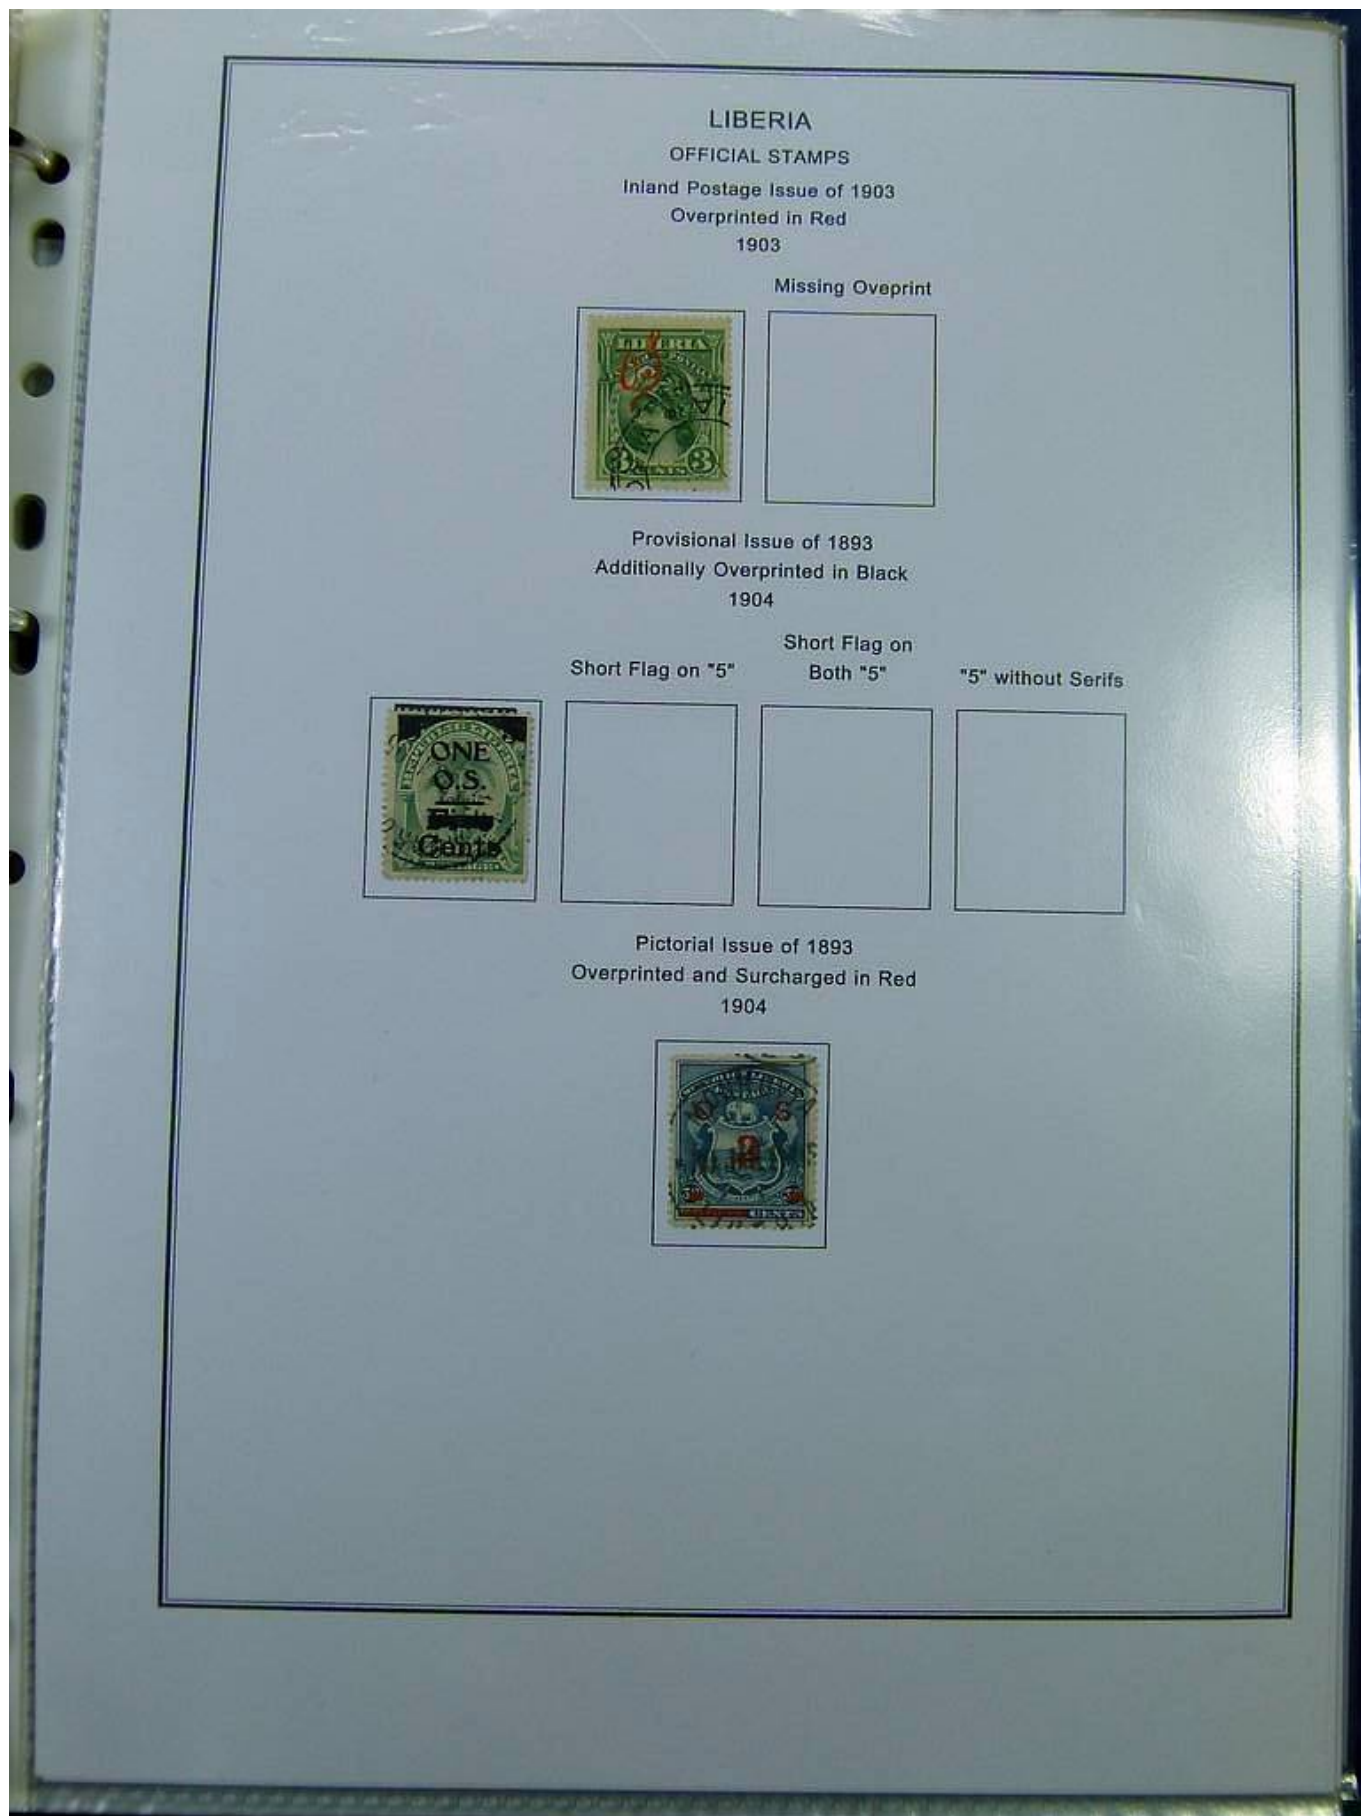 LIBERIA
OFFICIAL STAMPS
Inland Postage Issue of 1903
Overprinted in Red
1903
Missing Oveprint
LIBERIA
3 CENTS 3
Provisional Issue of 1893
Additionally Overprinted in Black
1904
Short Flag on "5"
Short Flag on
Both "5"
"5" without Serifs
ONE
O.S.
Cents
Pictorial Issue of 1893
Overprinted and Surcharged in Red
1904
O S
2